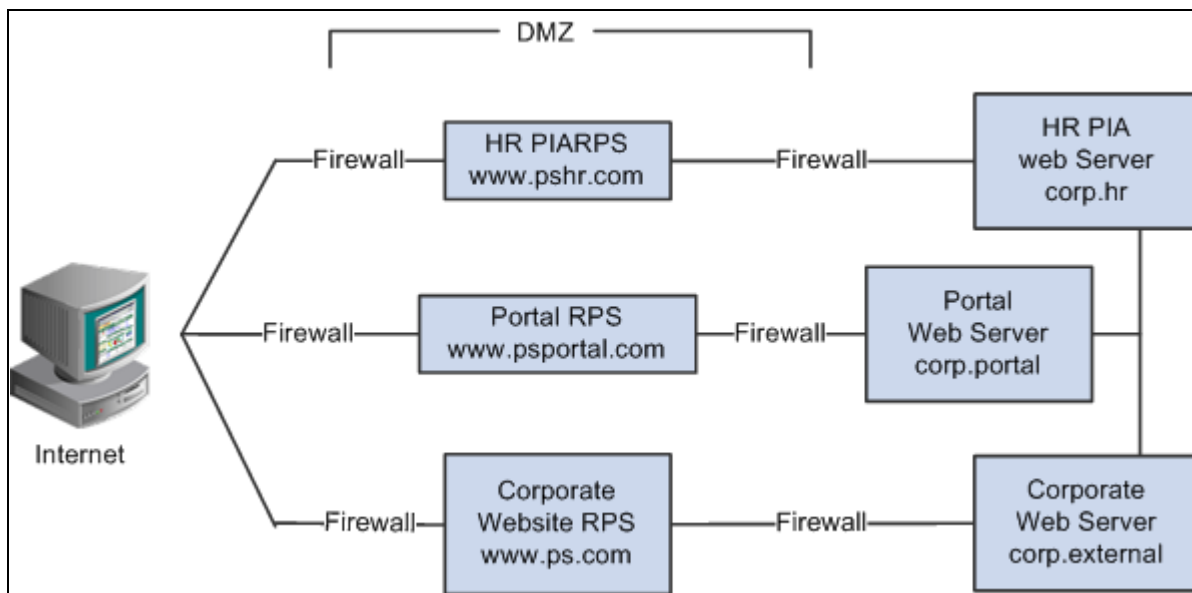 DMZ
Firewall
HR PIARPS
www.pshr.com
Firewall
HR PIA
web Server
corp.hr
Internet
Firewall
Portal RPS
www.psportal.com
Firewall
Portal
Web Server
corp.portal
Firewall
Corporate
Website RPS
www.ps.com
Firewall
Corporate
Web Server
corp.external